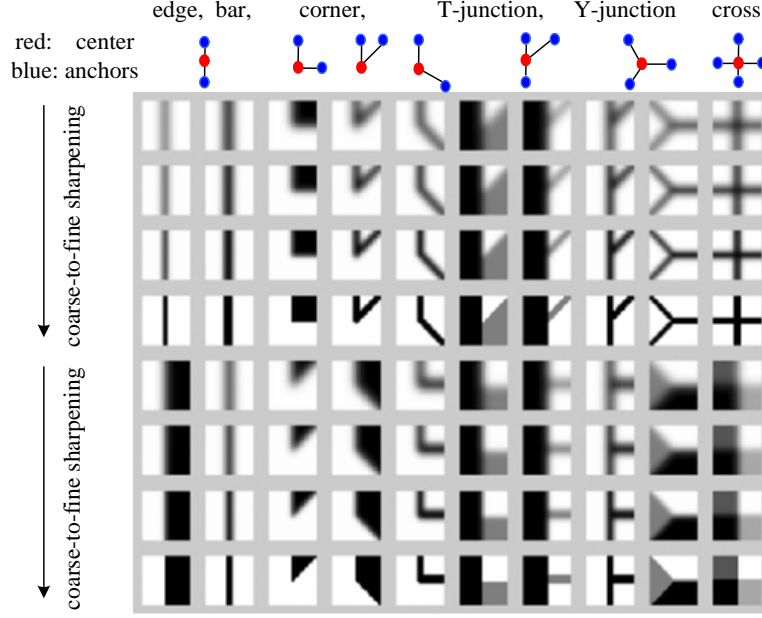 edge, bar, corner, T-junction, Y-junction cross
red: center
blue: anchors
coarse-to-fine sharpening
coarse-to-fine sharpening